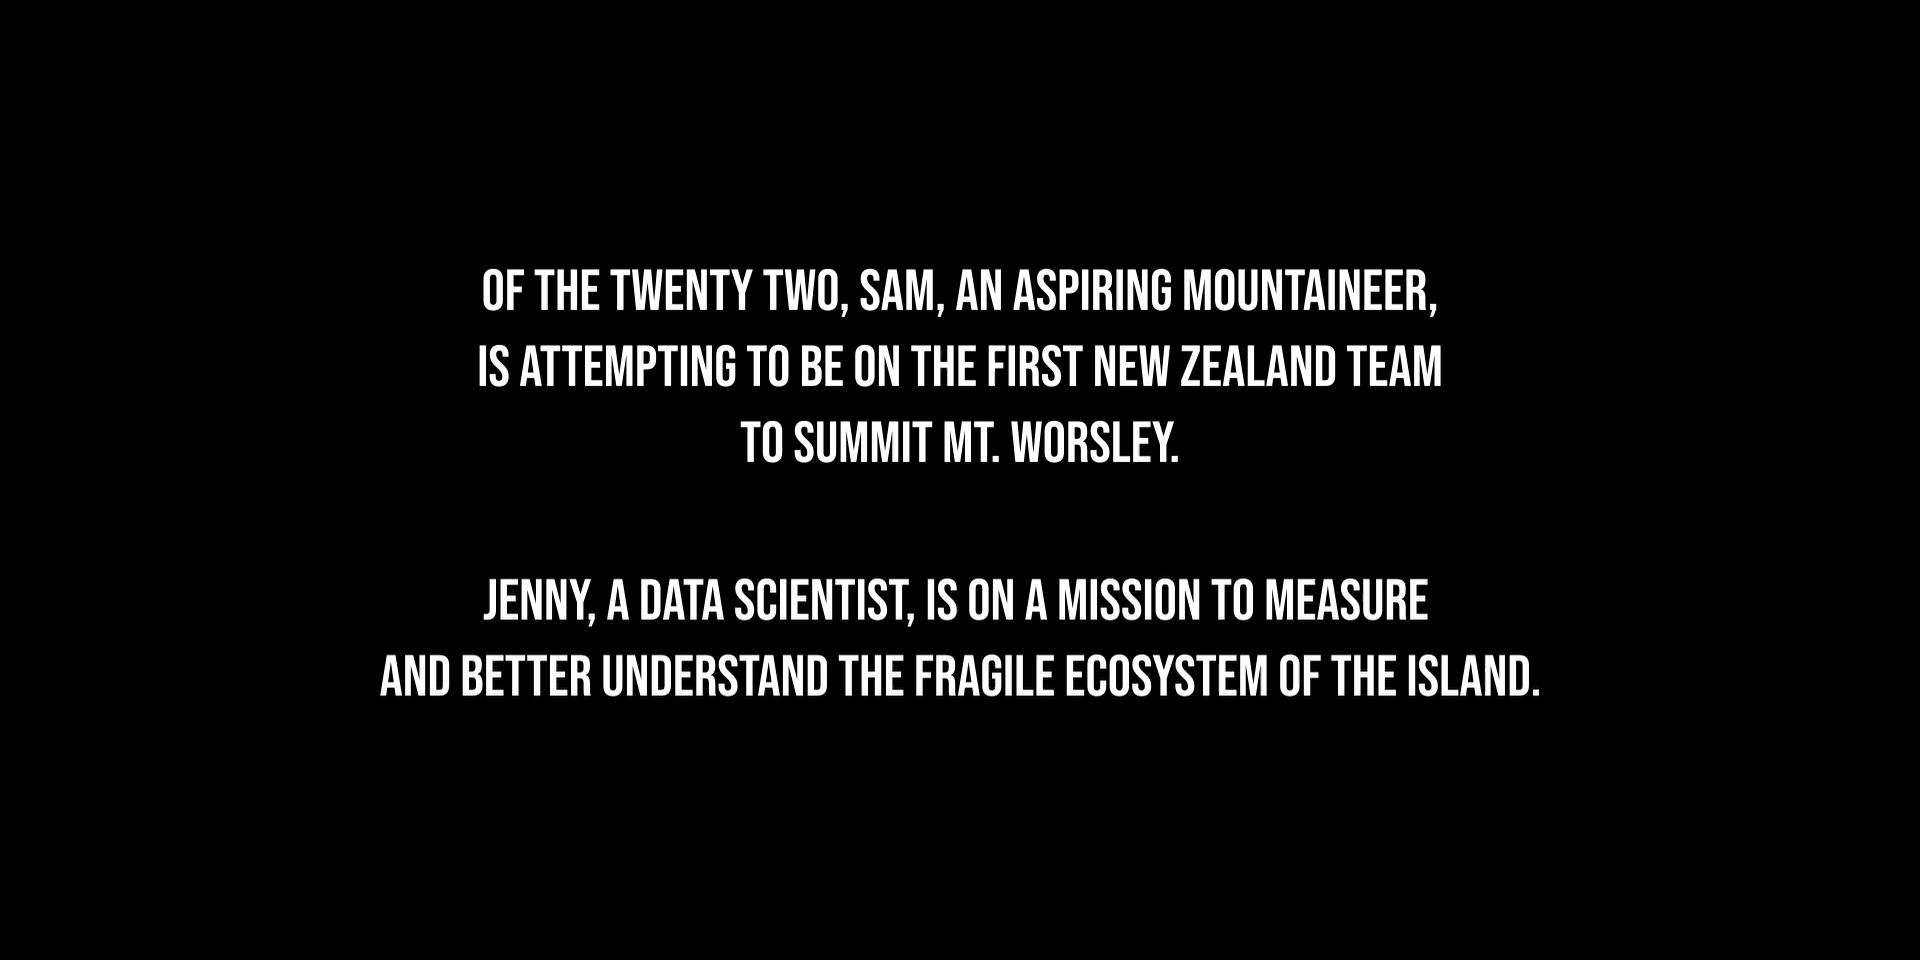 OF THE TWENTY TWO, SAM, AN ASPIRING MOUNTAINEER,
IS ATTEMPTING TO BE ON THE FIRST NEW ZEALAND TEAM
TO SUMMIT MT. WORSLEY.
JENNY, A DATA SCIENTIST, IS ON A MISSION TO MEASURE
AND BETTER UNDERSTAND THE FRAGILE ECOSYSTEM OF THE ISLAND.